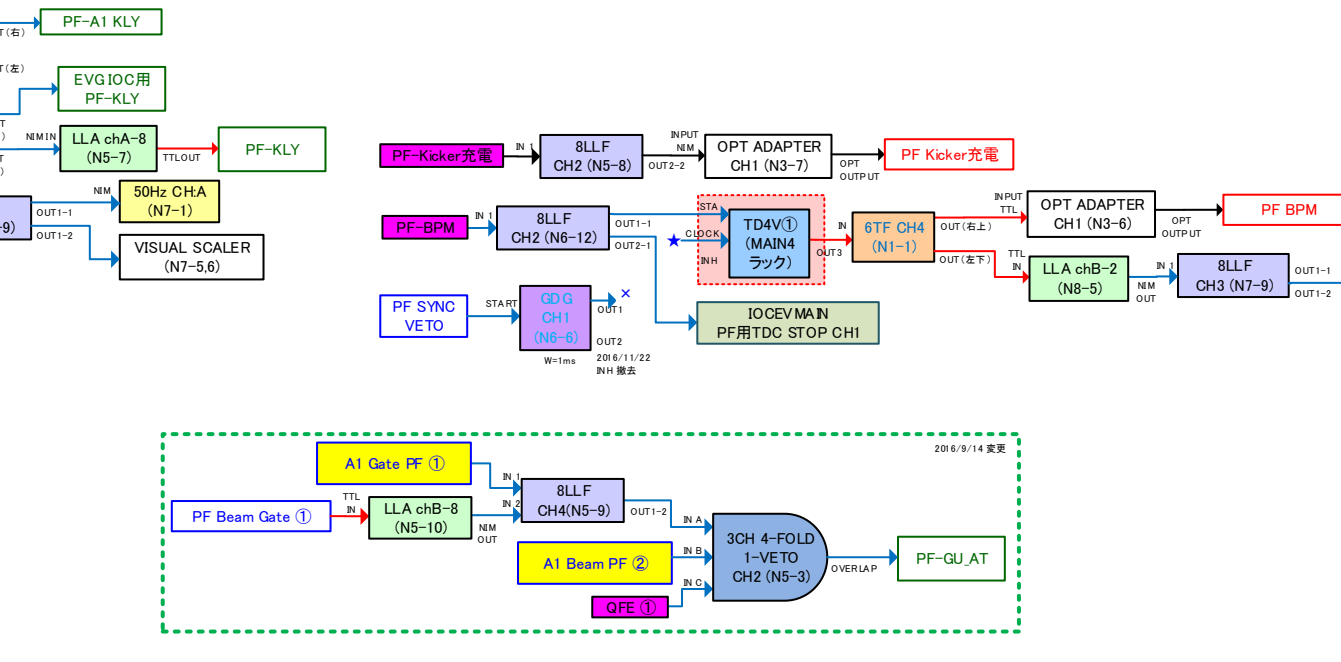 T(右)
PF-A1 KLY
T(左)
EVG IOC用
PF-KLY
T
)
NIM IN
T
)
LLA chA-8
(N5-7)
TTLOUT
PF-KLY
-9)
NIM
OUT1-1
OUT1-2
50Hz CH:A
(N7-1)
VISUAL SCALER
(N7-5,6)
PF-Kicker充電
IN 1
8LLF
CH2 (N5-8)
OUT2-2
INPUT
NIM
OPT ADAPTER
CH1 (N3-7)
OPT
OUTPUT
PF Kicker充電
PF-BPM
IN 1
8LLF
CH2 (N6-12)
OUT1-1
OUT2-1
STA
★
CLOCK
INH
TD4V①
(MAIN4
ラック)
OUT3
IN
6TF CH4
(N1-1)
OUT(右上)
OUT(左下)
INPUT
TTL
OPT ADAPTER
CH1 (N3-6)
OPT
OUTPUT
PF BPM
TTL
IN
LLA chB-2
(N8-5)
NIM
OUT
IN 1
8LLF
CH3 (N7-9)
OUT1-1
OUT1-2
PF SYNC
VETO
START
GDG
CH1
(N6-6)
OUT1
×
OUT2
W=1ms
2016/11/22
INH 撤去
IOCEVMAIN
PF用TDC STOP CH1
2016/9/14 変更
A1 Gate PF ①
PF Beam Gate ①
TTL
IN
LLA chB-8
(N5-10)
NIM
OUT
IN 1
IN 2
8LLF
CH4(N5-9)
OUT1-2
A1 Beam PF ②
QFE ①
IN A
IN B
IN C
3CH 4-FOLD
1-VETO
CH2 (N5-3)
OVERLAP
PF-GU_AT